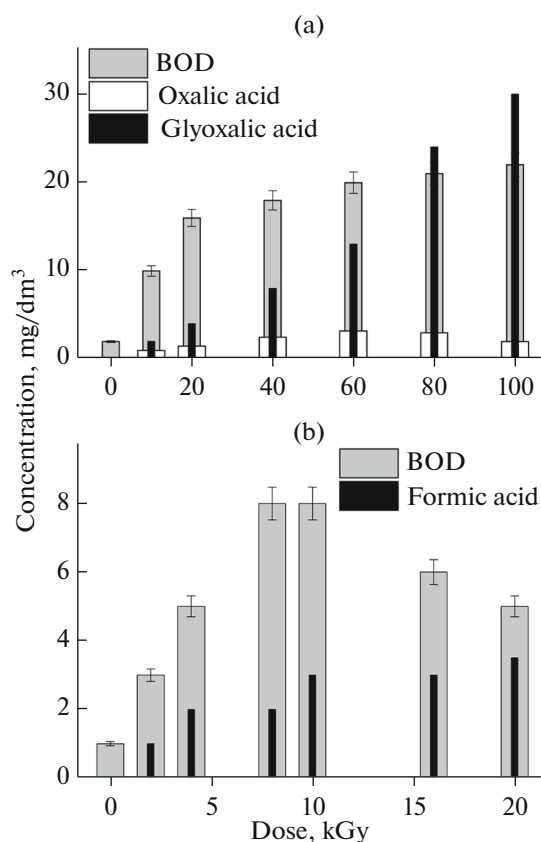 (a)
BOD
Oxalic acid
Glyoxalic acid
30
20
10
0
0 20 40 60 80 100
Concentration, mg/dm³
(b)
BOD
Formic acid
8
6
4
2
0
0 5 10 15 20
Dose, kGy